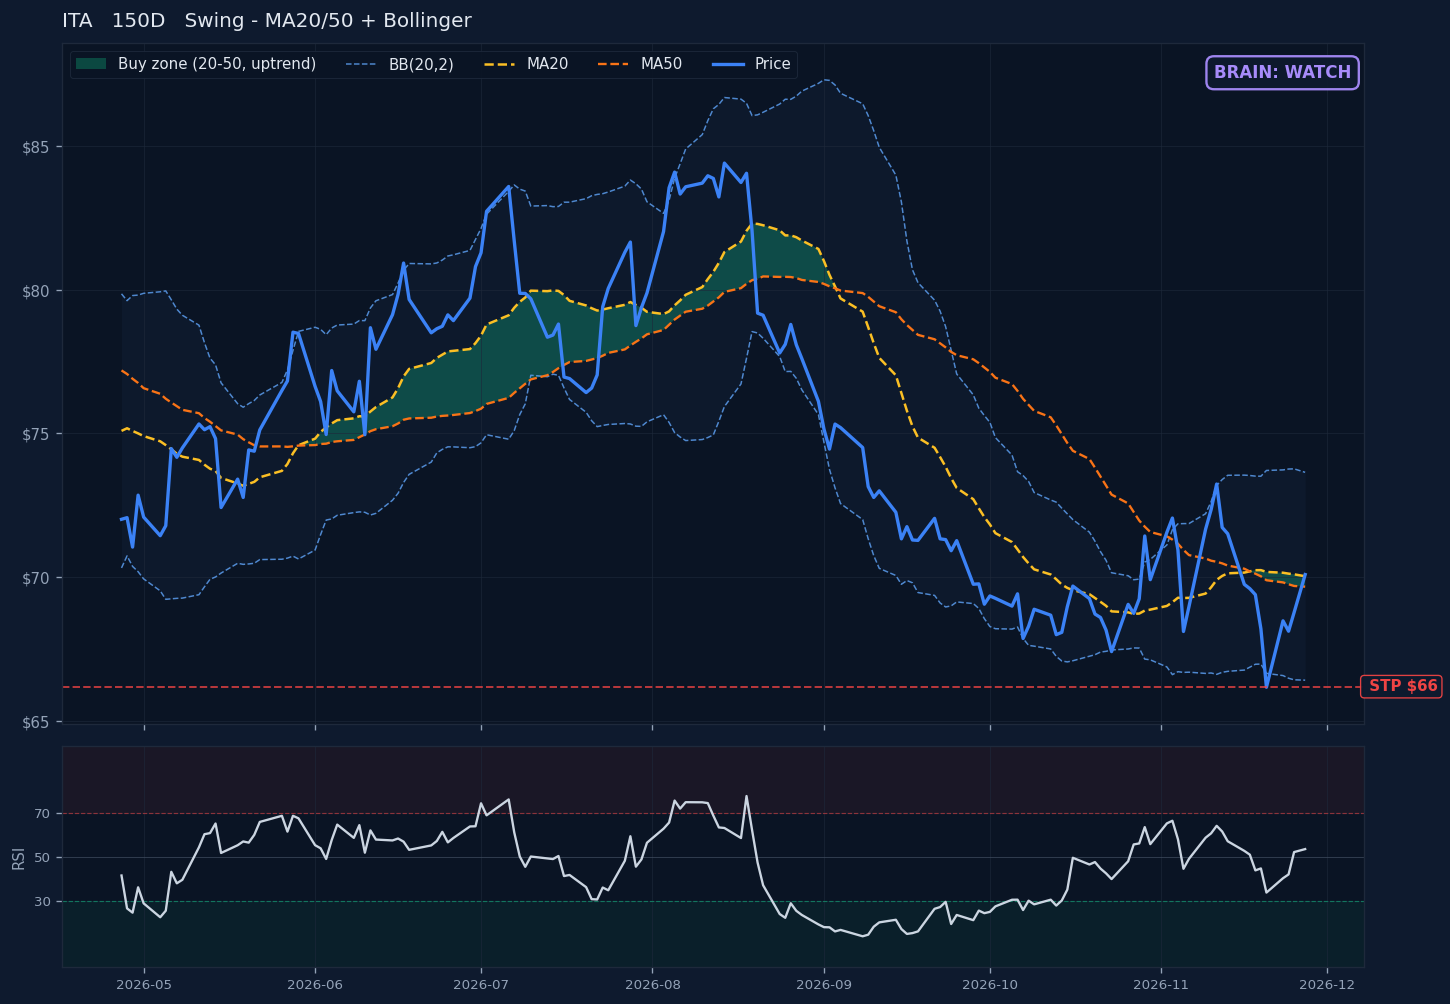 ITA   150D   Swing - MA20/50 + Bollinger
Buy zone (20-50, uptrend)   BB(20,2)   MA20   MA50   Price
BRAIN: WATCH
$85
$80
$75
$70
STP $66
$65
70
RSI
50
30
2026-05   2026-06   2026-07   2026-08   2026-09   2026-10   2026-11   2026-12